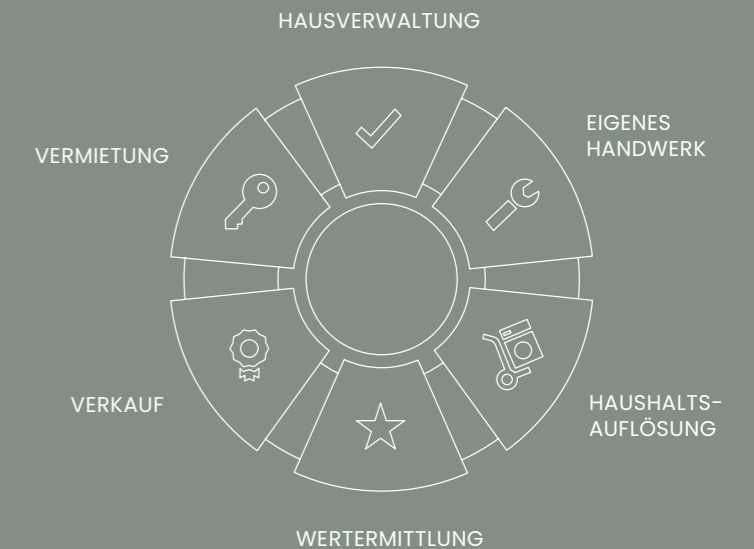 HAUSVERWALTUNG
EIGENES
HANDWERK
VERMIETUNG
VERKAUF
HAUSHALTS-
AUFLÖSUNG
WERTERMITTLUNG